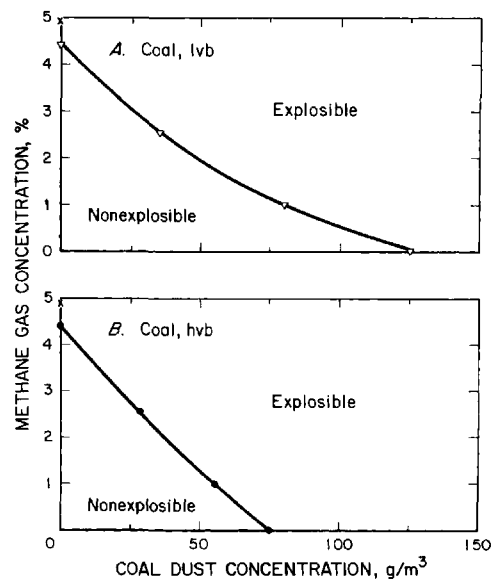 METHANE GAS CONCENTRATION, %
5
4
3
2
1
0
A. Coal, lvb
Explosible
Nonexplosible
5
4
3
2
1
B. Coal, hvb
Explosible
Nonexplosible
0 50 100 150
COAL DUST CONCENTRATION, g/m³